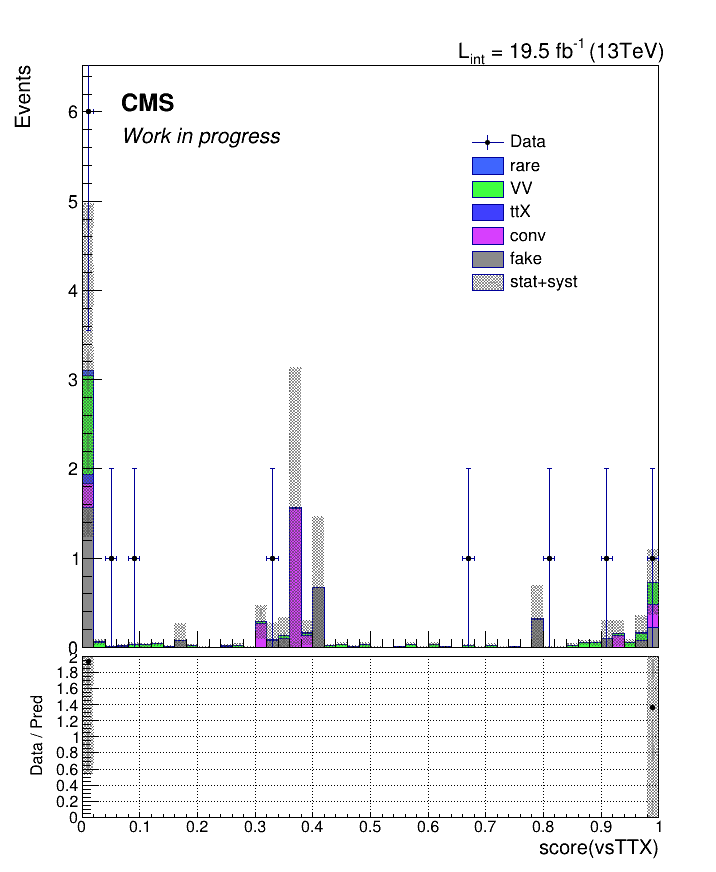 L_int = 19.5 fb^-1 (13TeV)
Events
CMS
Work in progress
Data
rare
VV
ttX
conv
fake
stat+syst
6
5
4
3
2
1
0
Data / Pred
2
1.8
1.6
1.4
1.2
1
0.8
0.6
0.4
0.2
0
0 0.1 0.2 0.3 0.4 0.5 0.6 0.7 0.8 0.9 1
score(vsTTX)